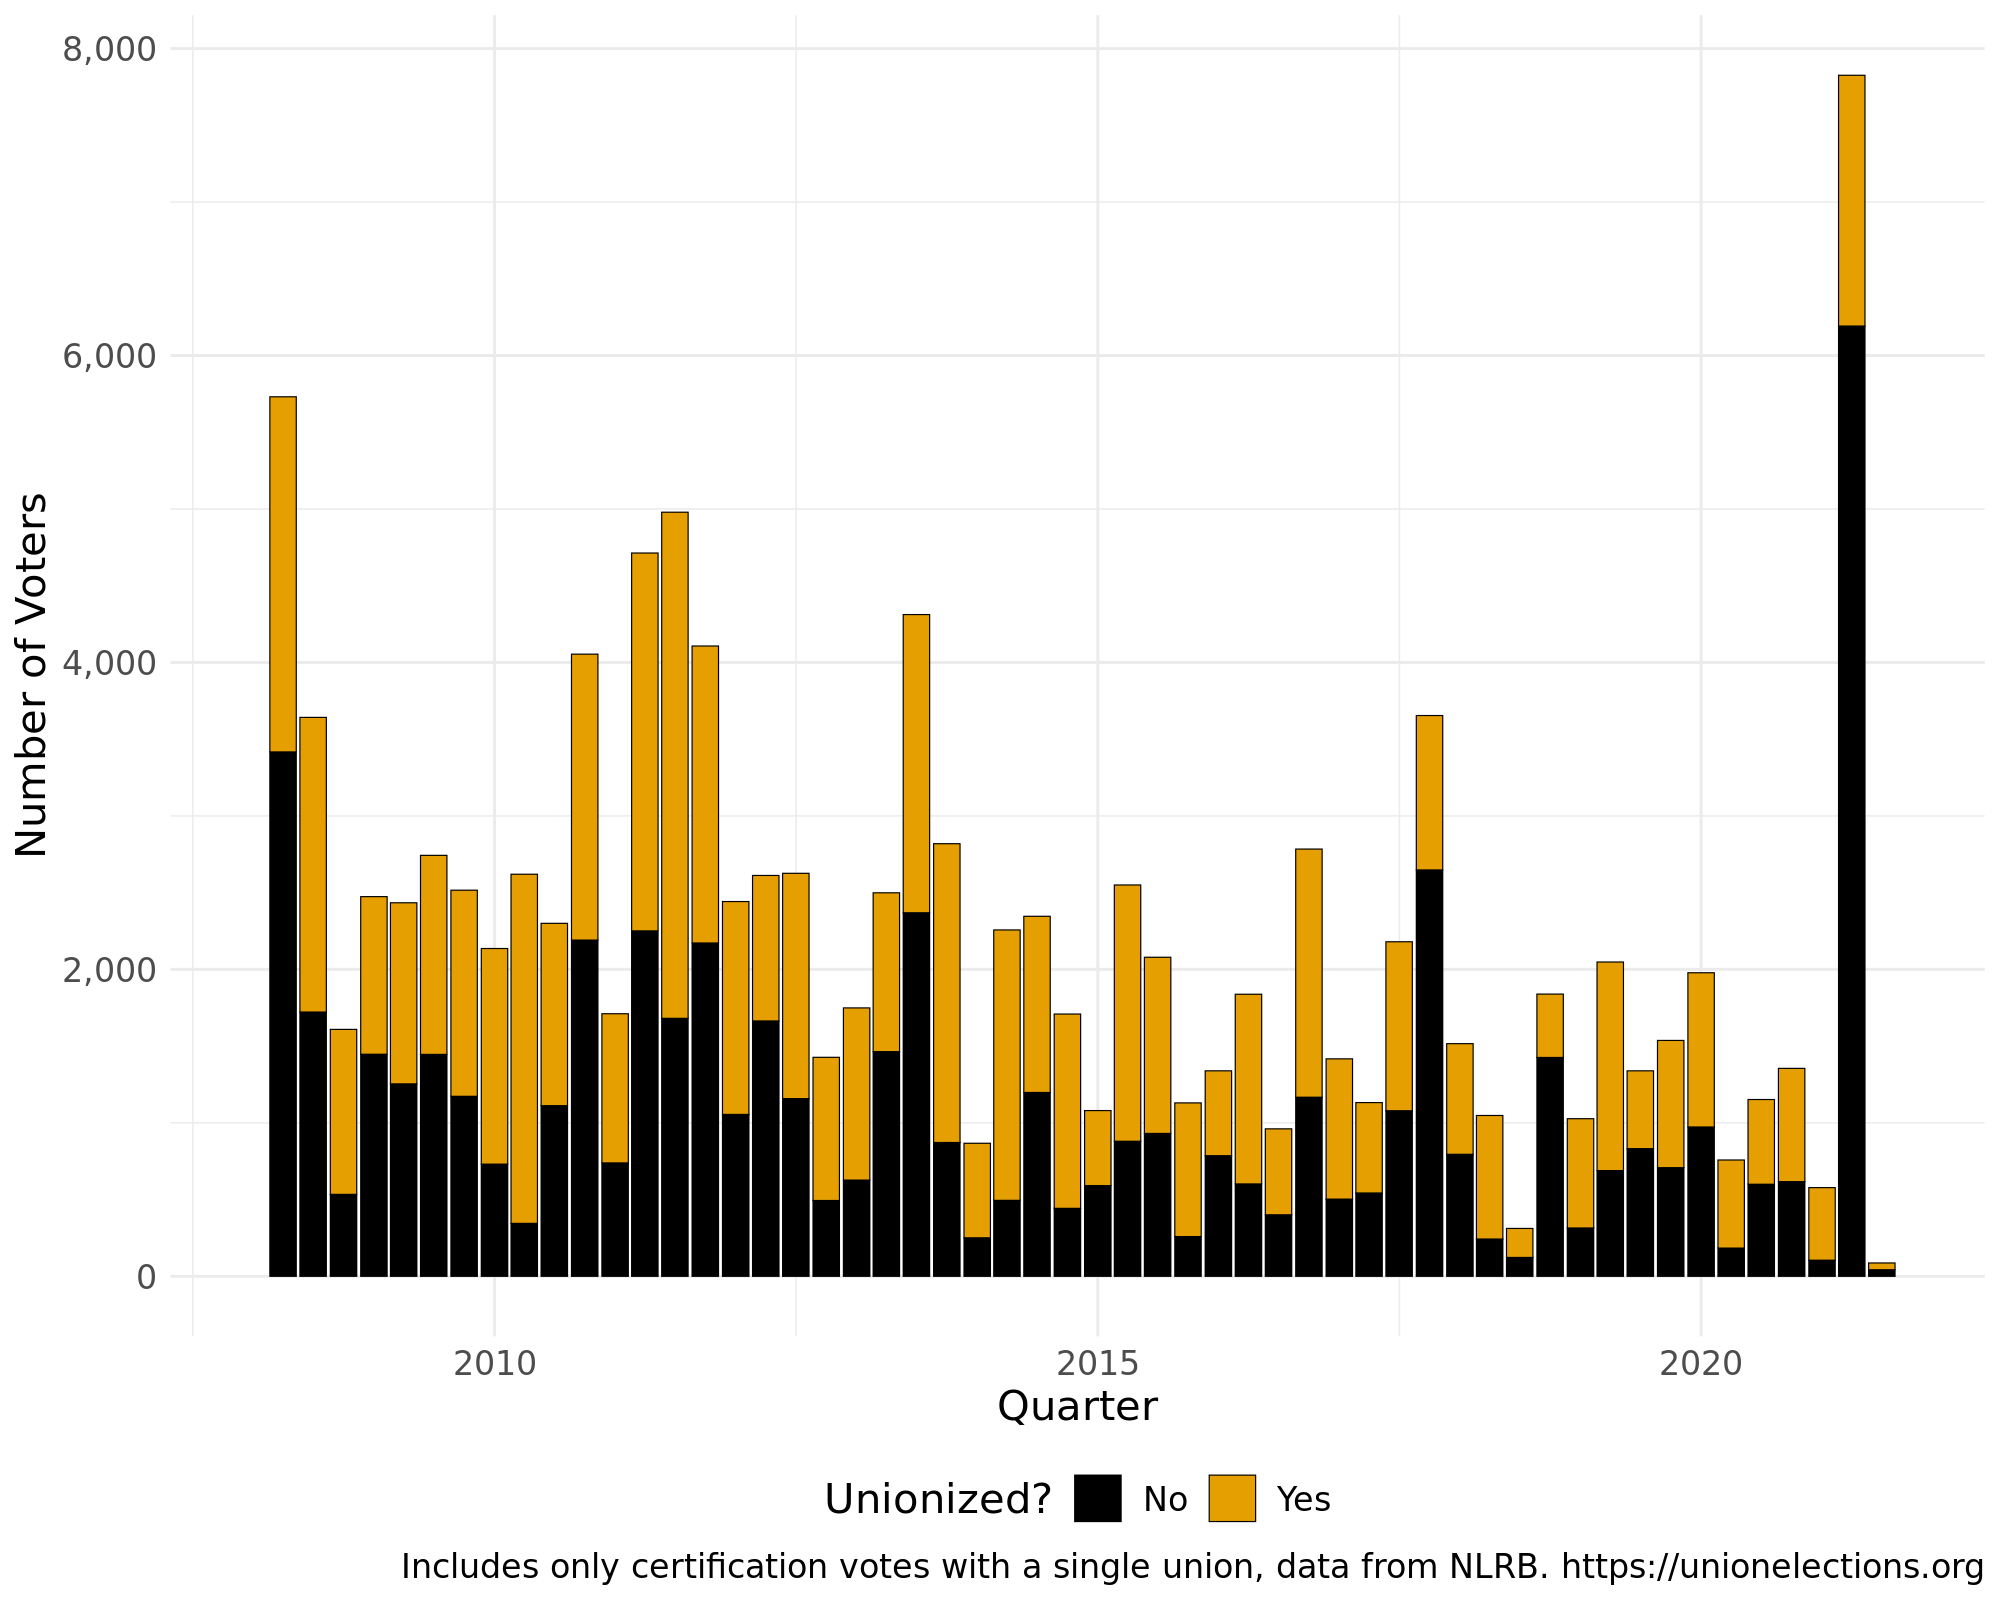 8,000
6,000
4,000
2,000
0
Number of Voters
2010 2015 2020
Quarter
Unionized? No Yes
Includes only certification votes with a single union, data from NLRB. https://unionelections.org